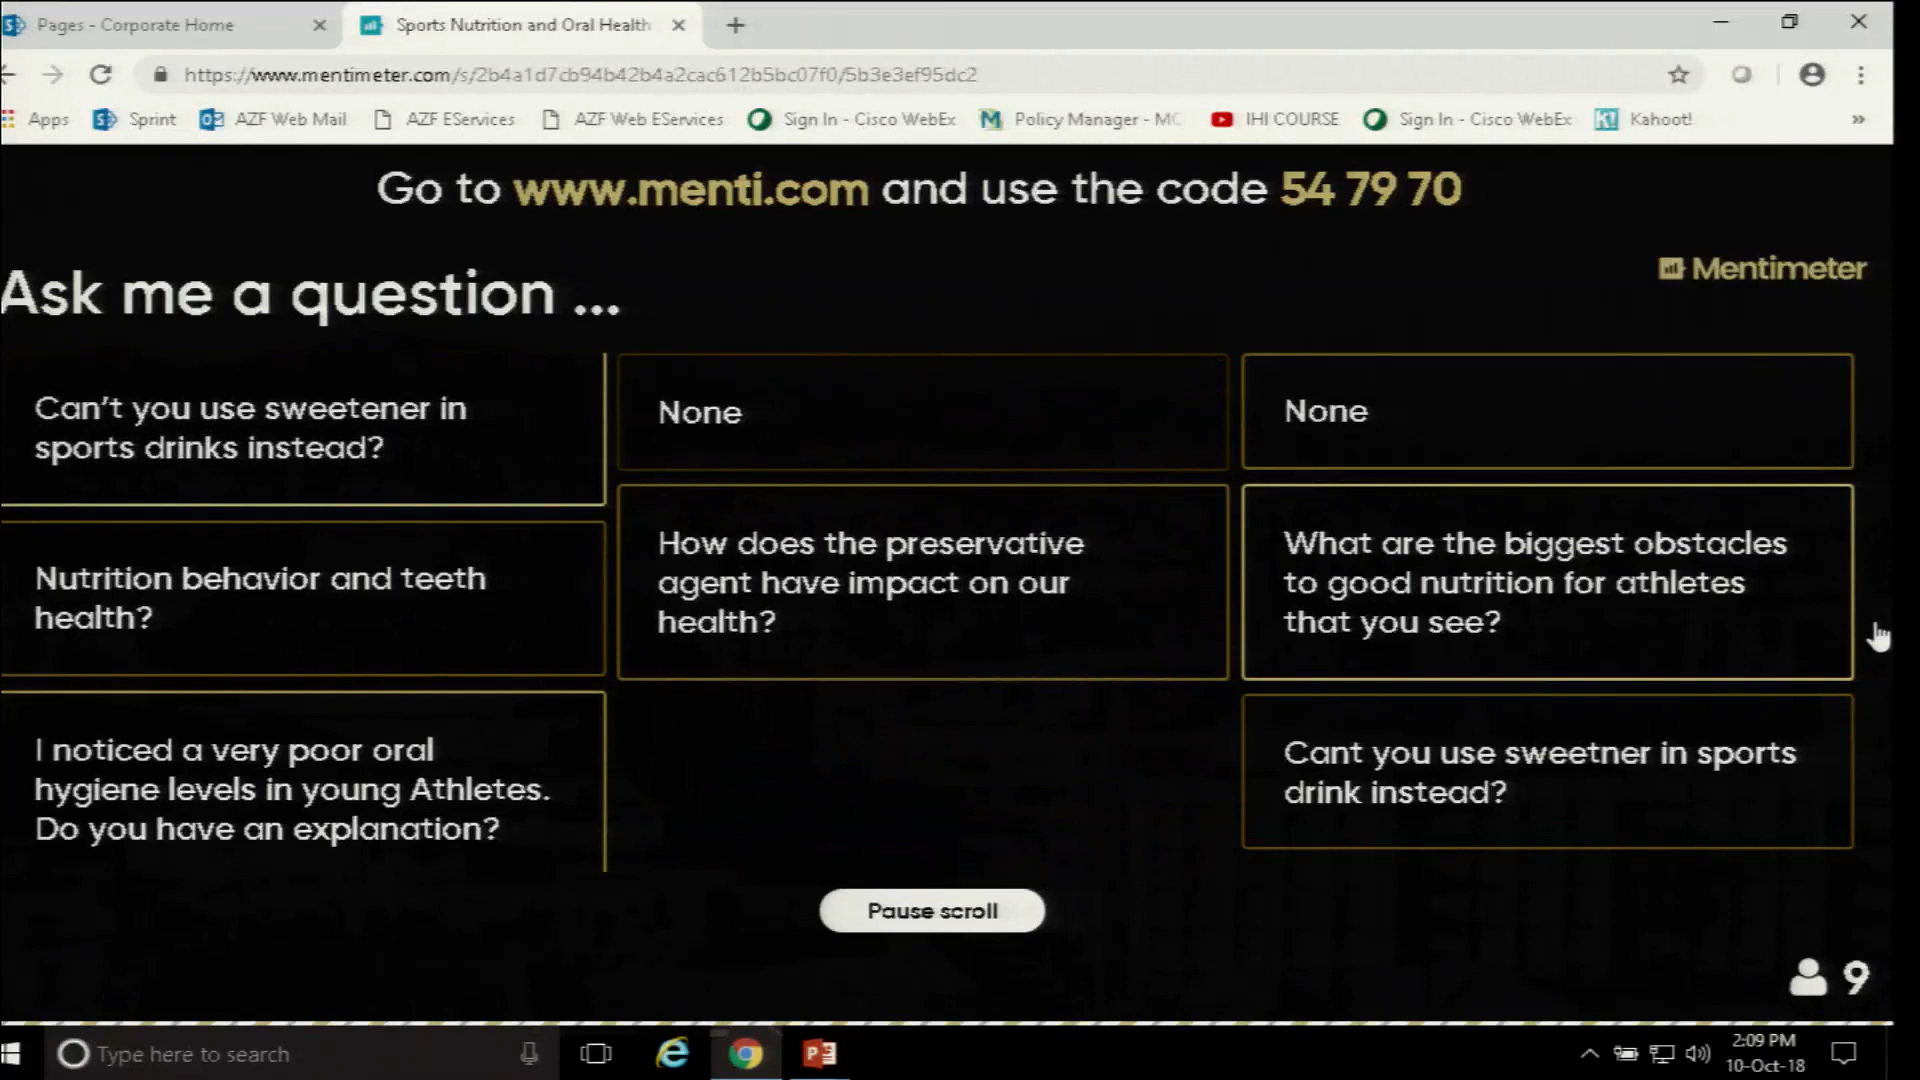 Pages - Corporate Home
Sports Nutrition and Oral Health
https://www.mentimeter.com/s/2b4a1d7cb94b42b4a2cac612b5bc07f0/5b3e3ef95dc2
Apps
Sprint
AZF Web Mail
AZF EServices
AZF Web EServices
Sign In - Cisco WebEx
Policy Manager - MC
IHI COURSE
Sign In - Cisco WebEx
Kahoot!
Go to www.menti.com and use the code 54 79 70
Mentimeter
Ask me a question ...
Can't you use sweetener in
sports drinks instead?
Nutrition behavior and teeth
health?
I noticed a very poor oral
hygiene levels in young Athletes.
Do you have an explanation?
None
How does the preservative
agent have impact on our
health?
None
What are the biggest obstacles
to good nutrition for athletes
that you see?
Cant you use sweetner in sports
drink instead?
Pause scroll
9
Type here to search
2:09 PM
10-Oct-18